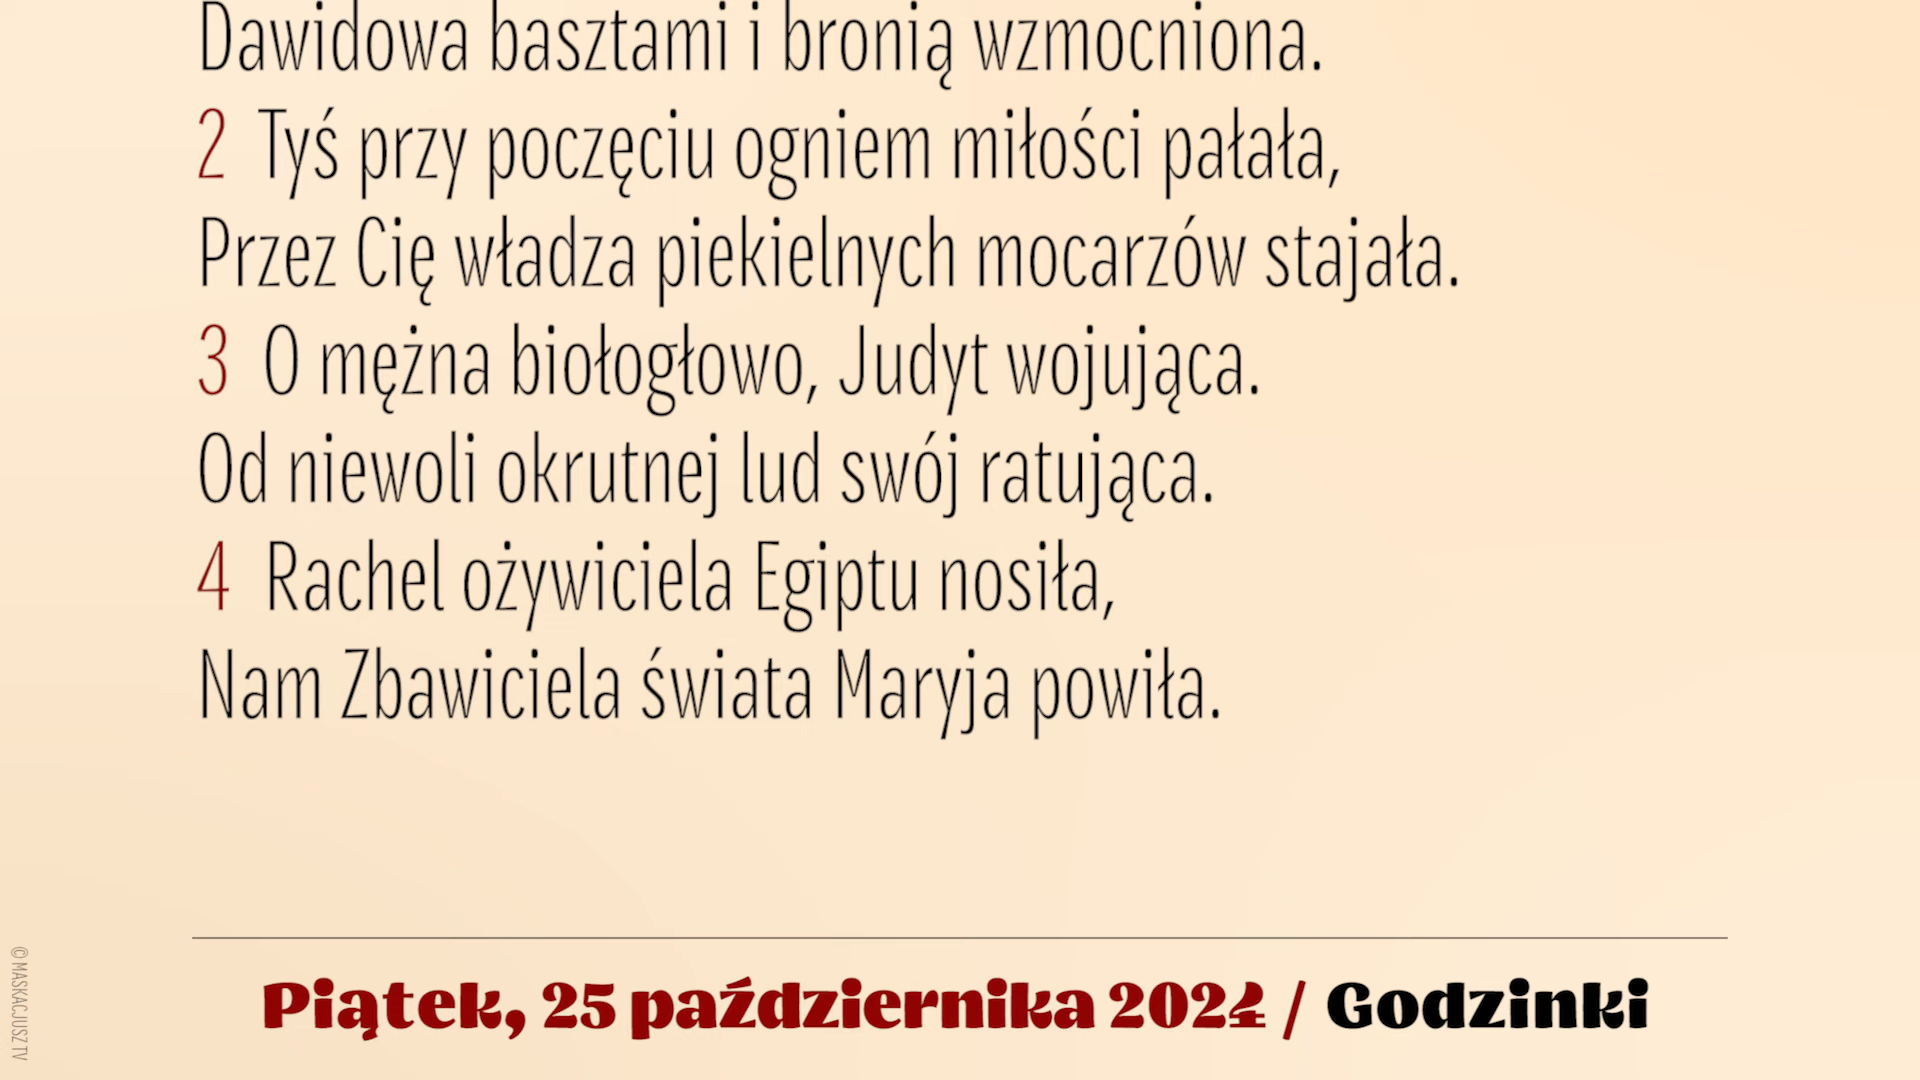 Dawidowa basztami i bronią wzmocniona.
2 Tyś przy poczęciu ogniem miłości pałała,
Przez Cię władza piekielnych mocarzów stajała.
3 O mężna biołogłowo, Judyt wojująca.
Od niewoli okrutnej lud swój ratująca.
4 Rachel ożywiciela Egiptu nosiła,
Nam Zbawiciela świata Maryja powiła.
Piątek, 25 października 2024 / Godzinki
© MASKACJUSZ TV